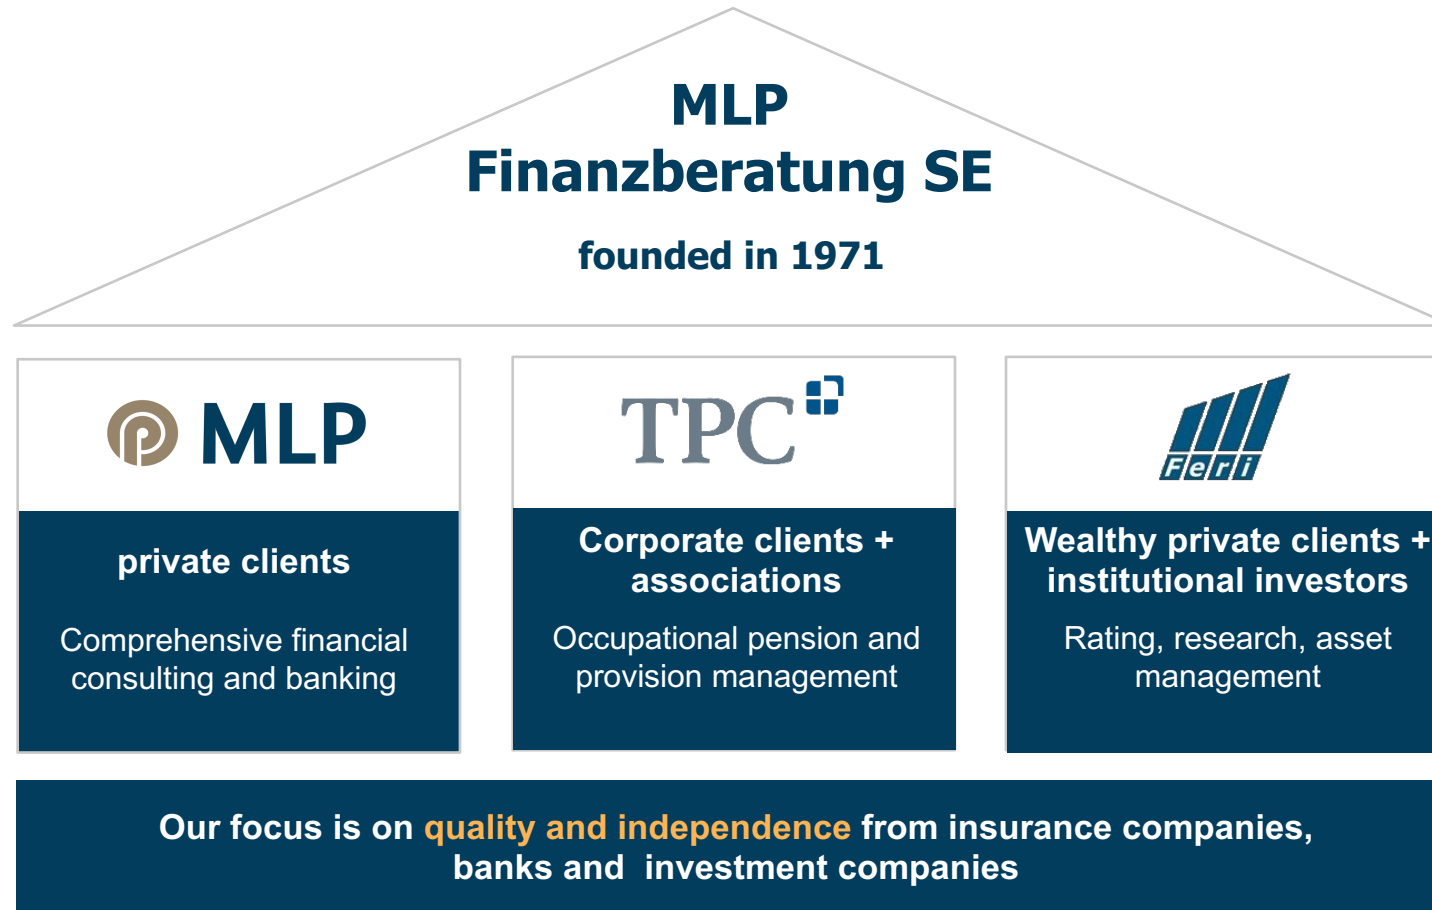 MLP
Finanzberatung SE
founded in 1971
MLP
private clients
Comprehensive financial
consulting and banking
TPC
Corporate clients +
associations
Occupational pension and
provision management
Feri
Wealthy private clients +
institutional investors
Rating, research, asset
management
Our focus is on quality and independence from insurance companies,
banks and  investment companies